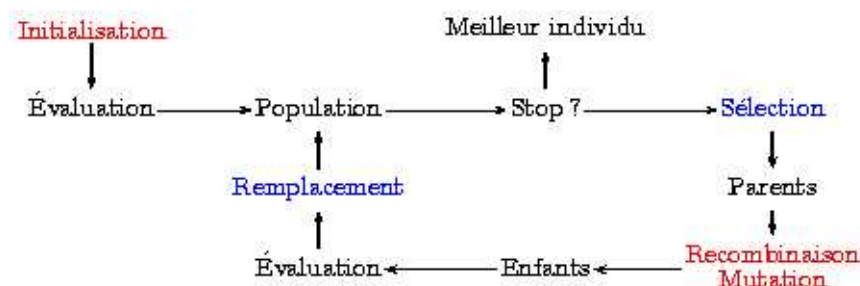 Initialisation
Meilleur individu
Évaluation
Population
Stop ?
Sélection
Remplacement
Parents
Évaluation
Enfants
Recombinaison
Mutation